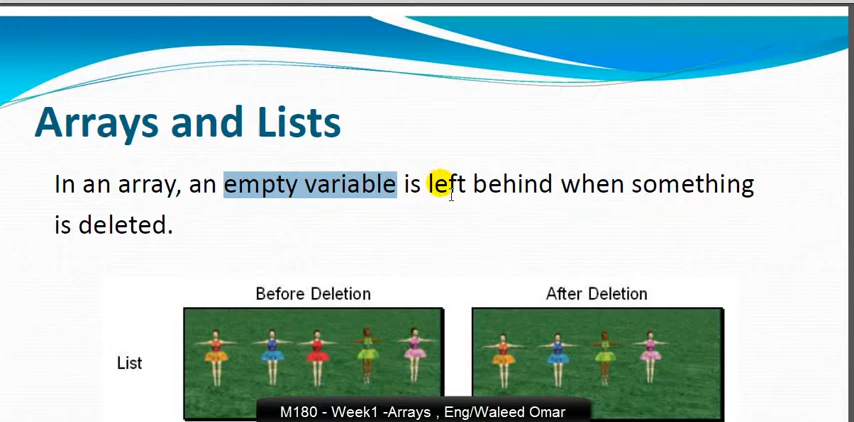 Arrays and Lists
In an array, an empty variable is left behind when something
is deleted.
Before Deletion
After Deletion
List
M180 - Week1 -Arrays , Eng/Waleed Omar